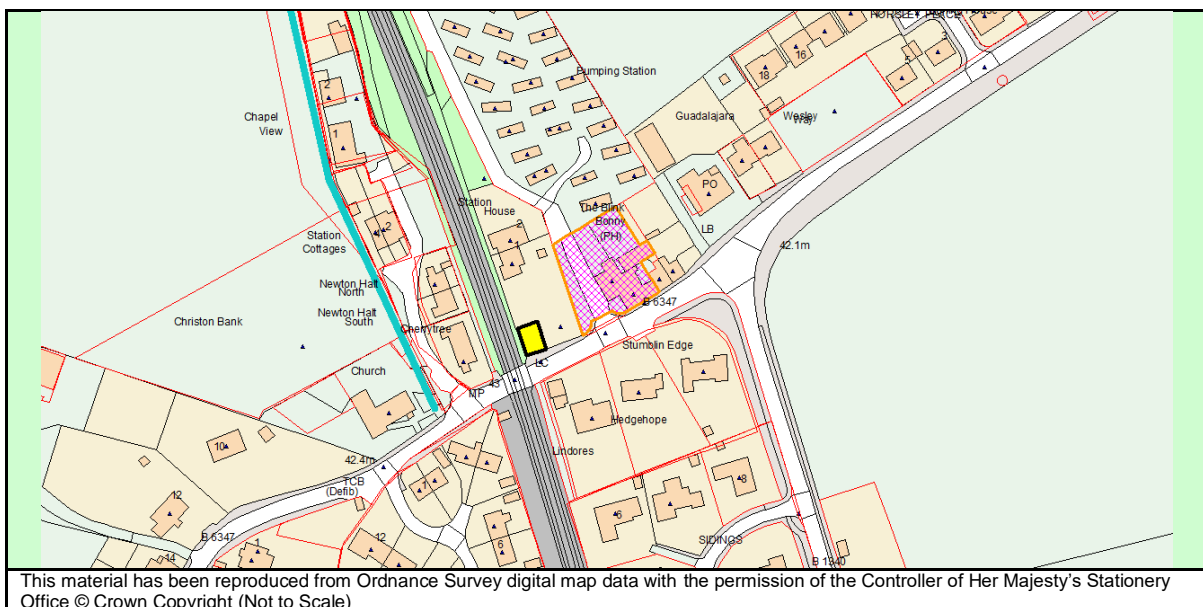 HORSLEY PLACE
16
3
18
5
Pumping Station
2
Chapel
View
Guadalajara
Wesley
Way
1
PO
Station
House
The Blink
Bonny
(PH)
2
1
LB
42.1m
Station
Cottages
2
Newton Halt
North
Newton Halt
South
B 6347
Christon Bank
Cherrytree
Stumblin Edge
LC
Church
43
MP
Hedgehope
10
Lindores
42.4m
TCB
(Defib)
1
8
12
6
B 6347
SIDINGS
6
1
12
14
B 1340
This material has been reproduced from Ordnance Survey digital map data with the permission of the Controller of Her Majesty's Stationery
Office © Crown Copyright (Not to Scale)